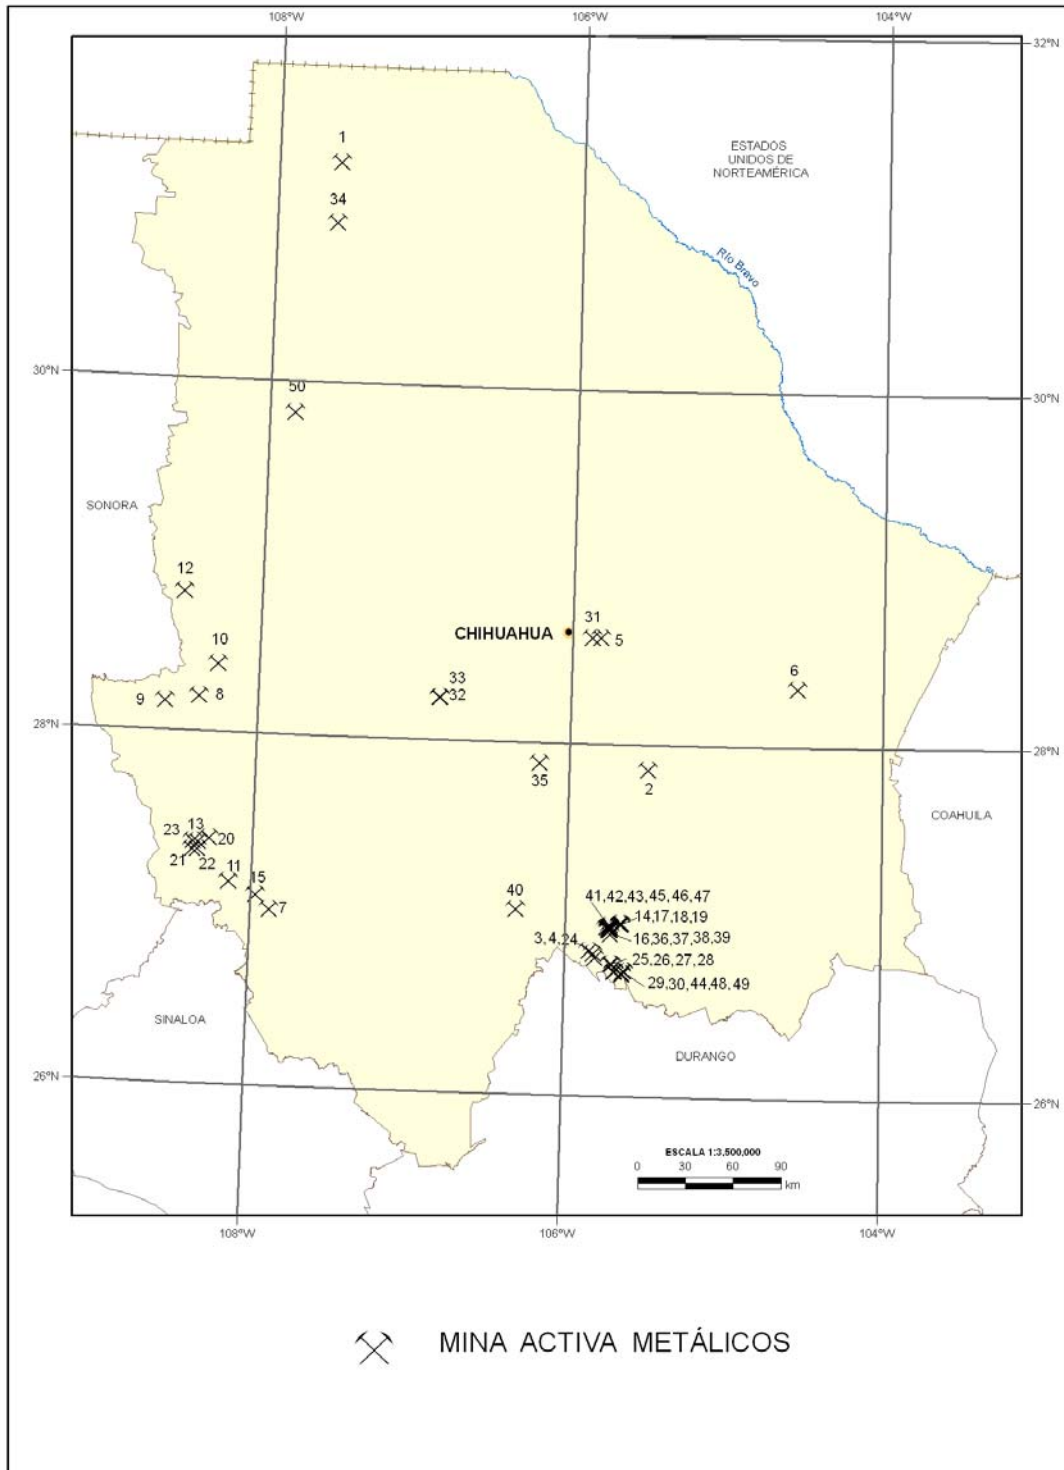 108°W 106°W 104°W
32°N
1
ESTADOS
UNIDOS DE
NORTEAMÉRICA
34
Río Bravo
30°N 30°N
50
SONORA
12
31
CHIHUAHUA 5
10
6
33
9 8 32
28°N 28°N
35
2
COAHUILA
23 13 20
21 22
11
15
7
40
41, 42, 43, 45, 46, 47
14,17, 18, 19
3, 4, 24 16,36, 37, 38, 39
25, 26, 27, 28
29, 30, 44, 48, 49
SINALOA
DURANGO
26°N 26°N
ESCALA 1:3,500,000
0 30 60 90
km
108°W 106°W 104°W
MINA ACTIVA METÁLICOS